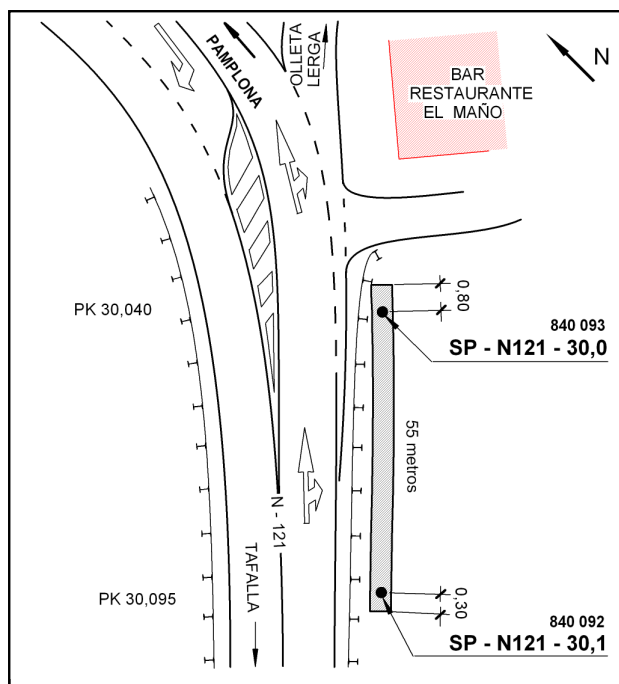 PAMPLONA
OLLETA
LERGA
N
BAR
RESTAURANTE
EL MAÑO
PK 30,040
0,80
840 093
SP - N121 - 30,0
55 metros
N - 121
TAFALLA
PK 30,095
0,30
840 092
SP - N121 - 30,1